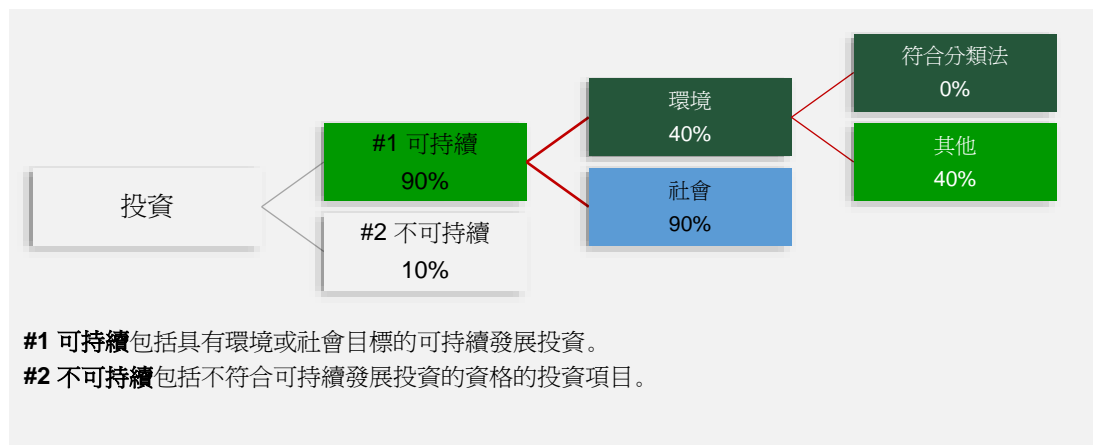 投資
#1 可持續
90%
#2 不可持續
10%
環境
40%
社會
90%
符合分類法
0%
其他
40%
#1 可持續包括具有環境或社會目標的可持續發展投資。
#2 不可持續包括不符合可持續發展投資的資格的投資項目。